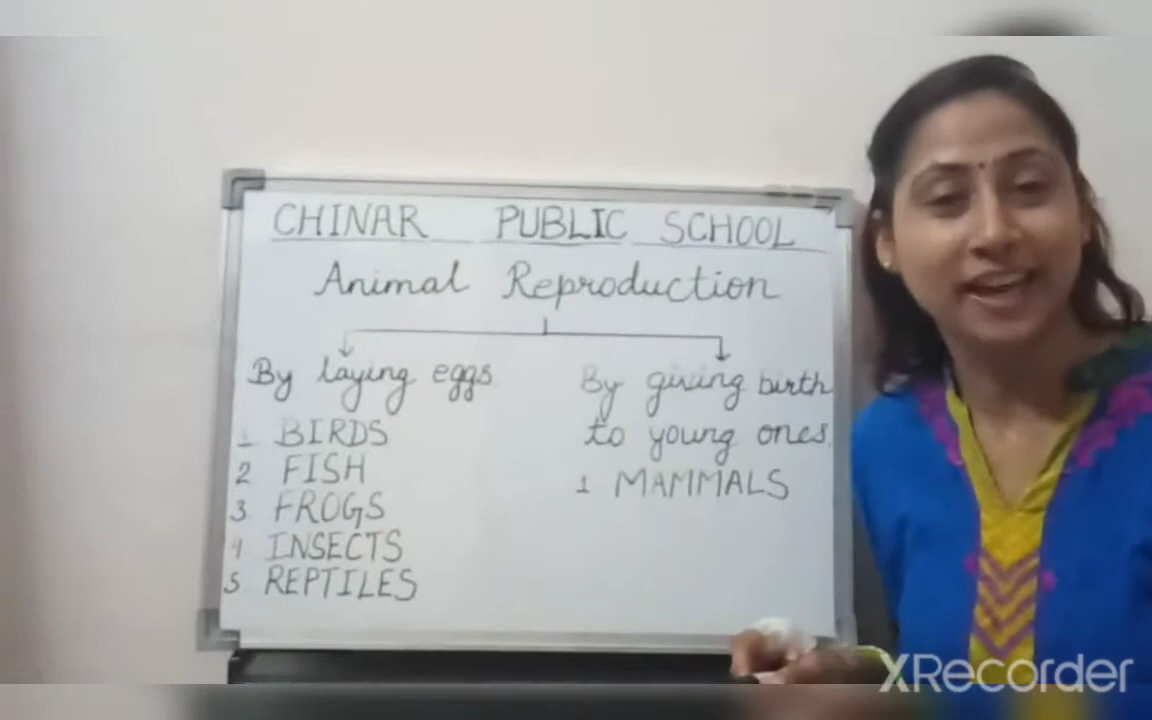 CHINAR PUBLIC SCHOOL
Animal Reproduction
By laying eggs
1 BIRDS
2 FISH
3 FROGS
4 INSECTS
5 REPTILES
By giving birth
to young ones.
1 MAMMALS
XRecorder